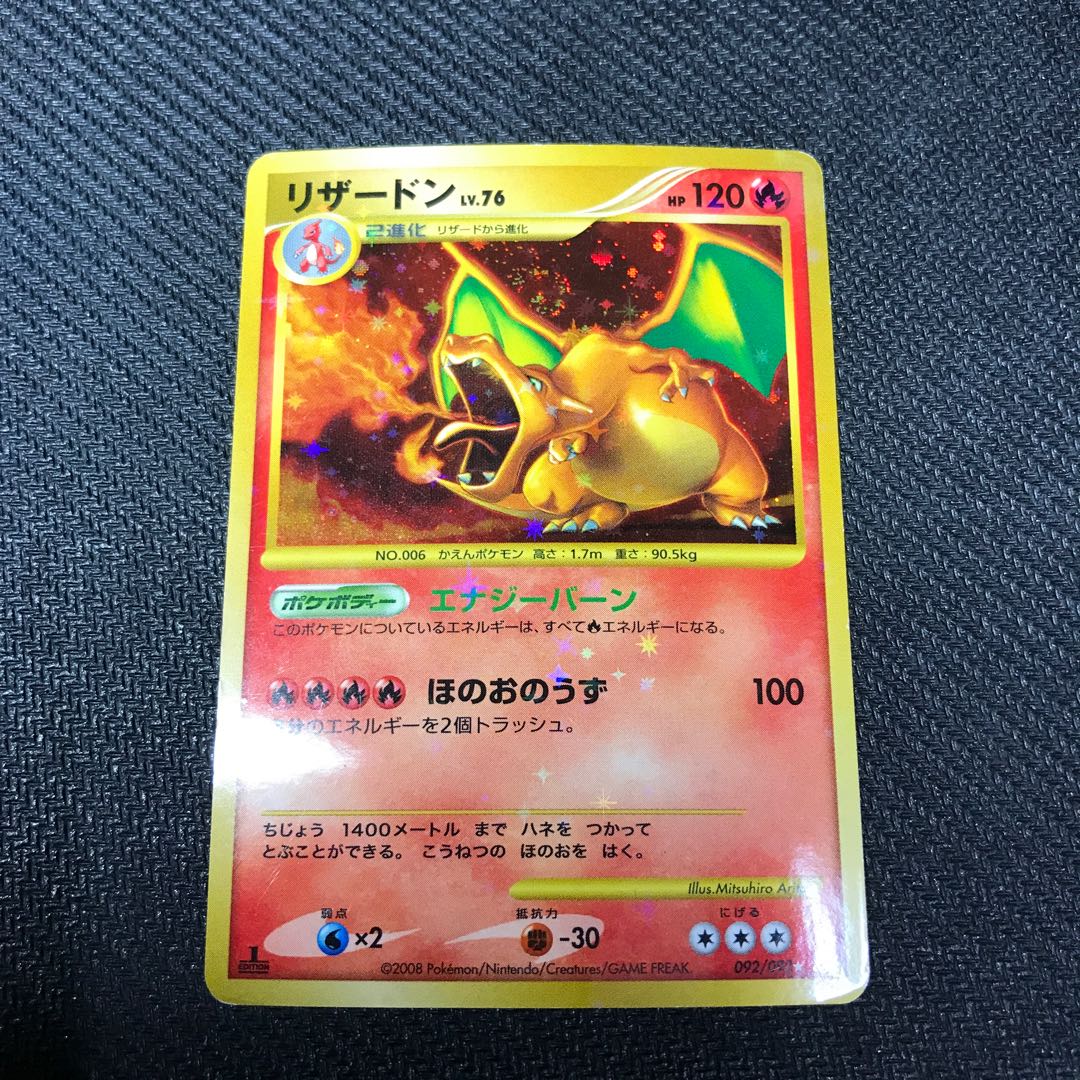 リザードン LV.76 HP 120
2進化 リザードから進化
NO.006 かえんポケモン 高さ：1.7m 重さ：90.5kg
ポケボディー エナジーバーン
このポケモンについているエネルギーは、すべてエネルギーになる。
ほのおのうず 100
のエネルギーを2個トラッシュ。
ちじょう 1400メートル まで ハネを つかって
とぶことができる。 こうねつの ほのおを はく。
Illus.Mitsuhiro
弱点 抵抗力 にげる
×2 -30
1 EDITION ©2008 Pokémon/Nintendo/Creatures/GAME FREAK. 092/